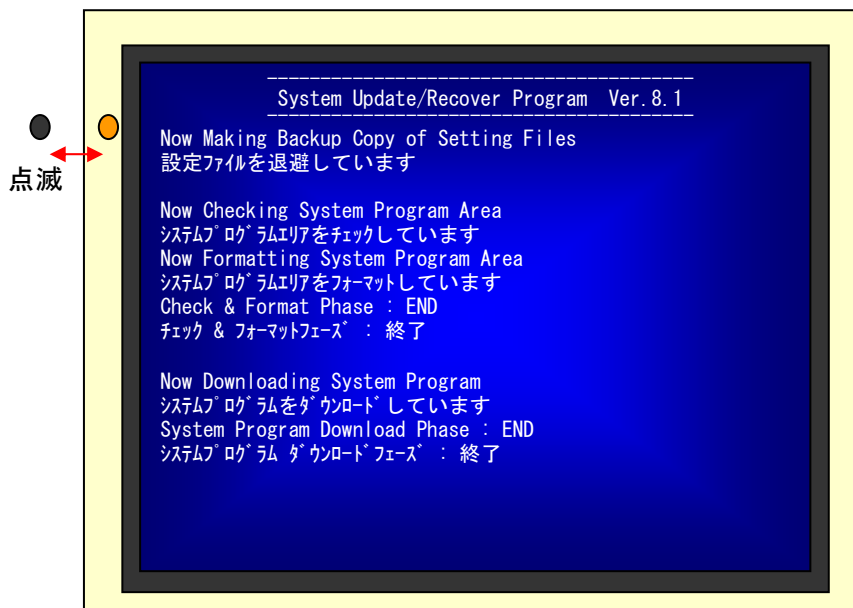 System Update/Recover Program Ver.8.1
Now Making Backup Copy of Setting Files
設定ﾌｧｲﾙを退避しています
点滅
Now Checking System Program Area
ｼｽﾃﾑﾌﾟﾛｸﾞﾗﾑｴﾘｱをﾁｪｯｸしています
Now Formatting System Program Area
ｼｽﾃﾑﾌﾟﾛｸﾞﾗﾑｴﾘｱをﾌｫｰﾏｯﾄしています
Check & Format Phase : END
ﾁｪｯｸ & ﾌｫｰﾏｯﾄﾌｪｰｽﾞ : 終了
Now Downloading System Program
ｼｽﾃﾑﾌﾟﾛｸﾞﾗﾑをﾀﾞｳﾝﾛｰﾄﾞしています
System Program Download Phase : END
ｼｽﾃﾑﾌﾟﾛｸﾞﾗﾑ ﾀﾞｳﾝﾛｰﾄﾞﾌｪｰｽﾞ : 終了